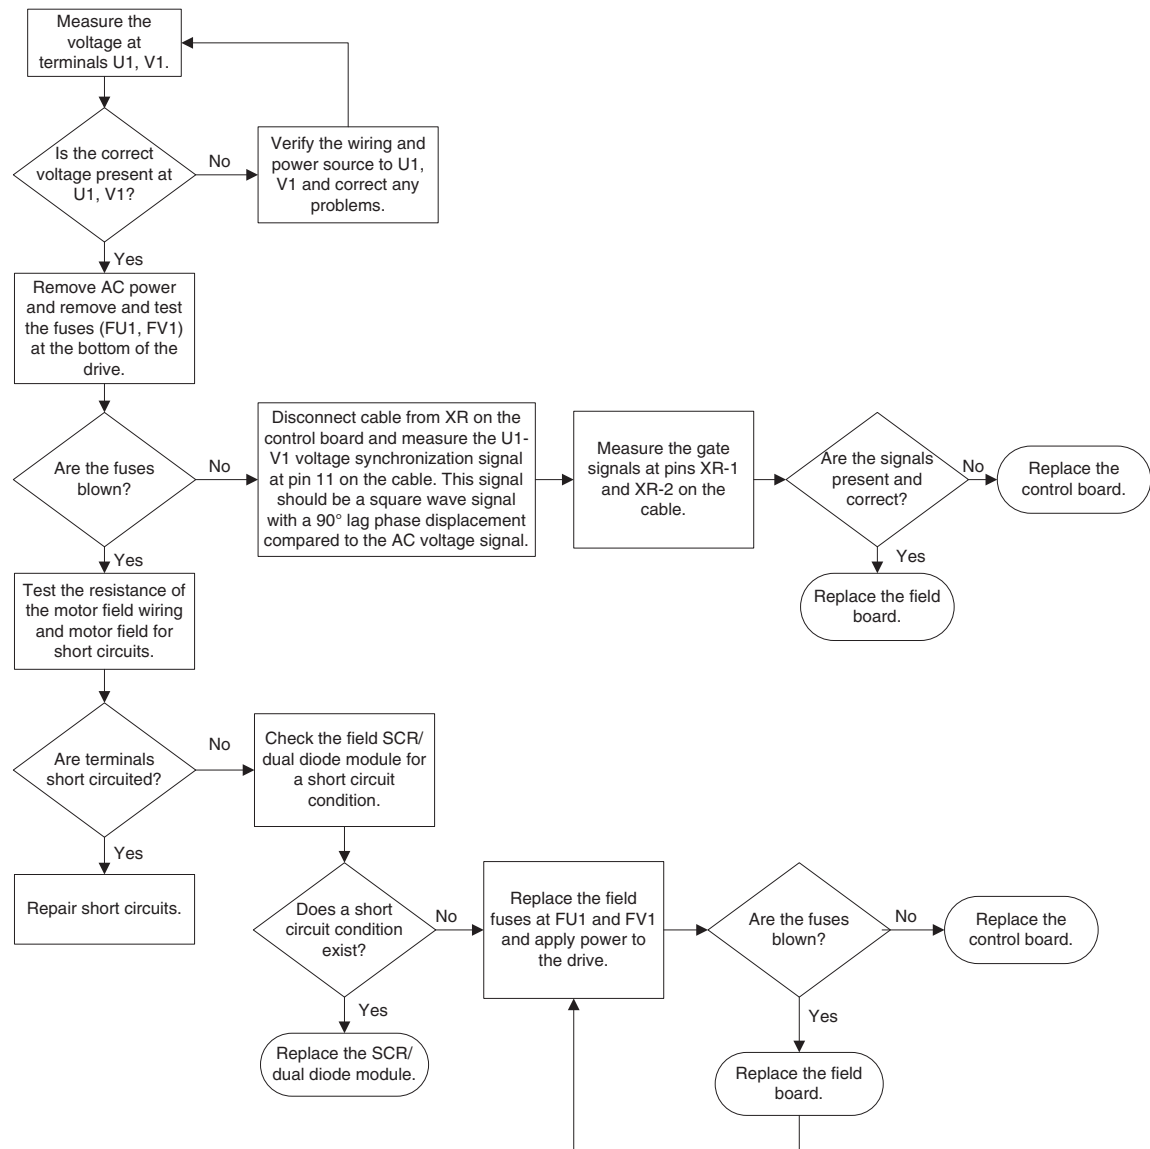 Measure the
voltage at
terminals U1, V1.
Is the correct
voltage present at
U1, V1?
No
Verify the wiring and
power source to U1,
V1 and correct any
problems.
Yes
Remove AC power
and remove and test
the fuses (FU1, FV1)
at the bottom of the
drive.
Are the fuses
blown?
No
Disconnect cable from XR on the
control board and measure the U1-
V1 voltage synchronization signal
at pin 11 on the cable. This signal
should be a square wave signal
with a 90° lag phase displacement
compared to the AC voltage signal.
Measure the gate
signals at pins XR-1
and XR-2 on the
cable.
Are the signals
present and
correct?
No
Replace the
control board.
Yes
Replace the field
board.
Yes
Test the resistance of
the motor field wiring
and motor field for
short circuits.
Are terminals
short circuited?
No
Check the field SCR/
dual diode module for
a short circuit
condition.
Yes
Repair short circuits.
Does a short
circuit condition
exist?
No
Replace the field
fuses at FU1 and FV1
and apply power to
the drive.
Are the fuses
blown?
No
Replace the
control board.
Yes
Replace the SCR/
dual diode module.
Yes
Replace the field
board.